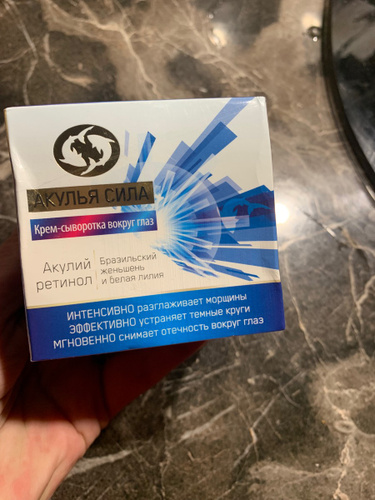 АКУЛЬЯ СИЛА
Крем-сыворотка вокруг глаз
Акулий
ретинол
Бразильский
женьшень
и белая лилия
ИНТЕНСИВНО разглаживает морщины
ЭФФЕКТИВНО устраняет темные круги
МГНОВЕННО снимает отечность вокруг глаз